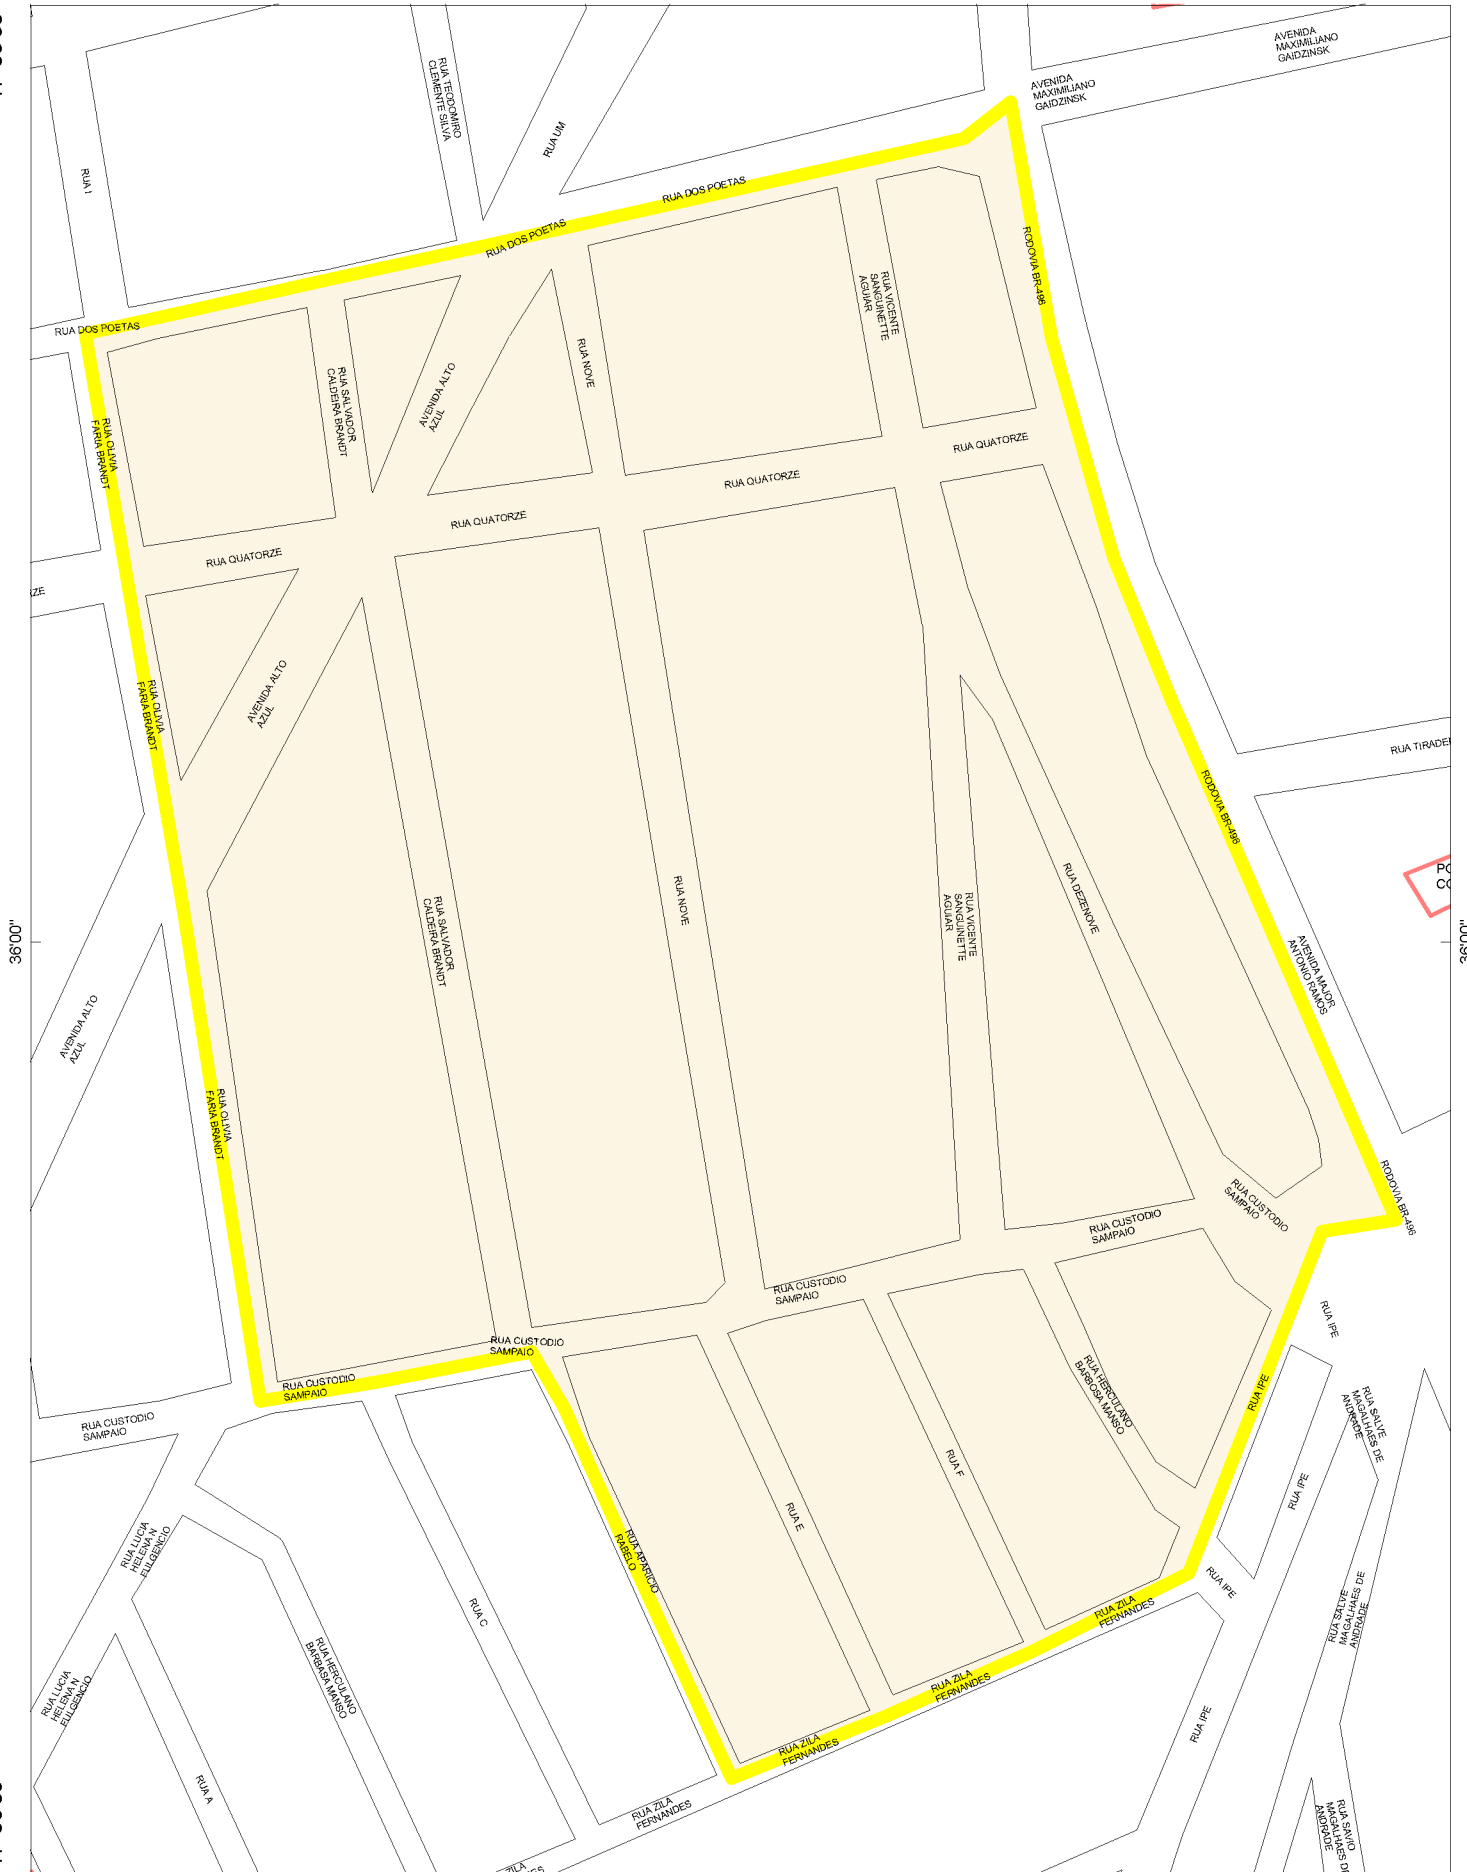 AVENIDA
MAXIMILIANO
GAIDZINSK
AVENIDA
MAXIMILIANO
GAIDZINSK
RUA TEODOMIRO
CLEMENTE SILVA
RUA UM
RUA I
RUA DOS POETAS
RUA DOS POETAS
RUA DOS POETAS
RODOVIA BR-496
RUA VICENTE
SANGUINETTE
AGUIAR
RUA NOVE
RUA SALVADOR
CALDEIRA BRANDT
AVENIDA ALTO
AZUL
RUA OLIVIA
FARIA BRANDT
RUA QUATORZE
RUA QUATORZE
RUA QUATORZE
RUA QUATORZE
ZE
AVENIDA ALTO
AZUL
RUA OLIVIA
FARIA BRANDT
RUA TIRADE
RODOVIA BR-496
PO
CO
RUA DEZENOVE
RUA VICENTE
SANGUINETTE
AGUIAR
RUA NOVE
RUA SALVADOR
CALDEIRA BRANDT
36'00"
36'00"
AVENIDA MAJOR
ANTONIO RAMOS
AVENIDA ALTO
AZUL
RUA OLIVIA
FARIA BRANDT
RODOVIA BR-496
RUA CUSTODIO
SAMPAIO
RUA CUSTODIO
SAMPAIO
RUA CUSTODIO
SAMPAIO
RUA CUSTODIO
SAMPAIO
RUA CUSTODIO
SAMPAIO
RUA CUSTODIO
SAMPAIO
RUA IPE
RUA IPE
RUA HERCULANO
BARBOSA MANSO
RUA SALVE
MAGALHAES DE
ANDRADE
RUA F
RUA IPE
RUA E
RUA APARICIO
RABELO
RUA LUCIA
HELENA N
FULGENCIO
RUA IPE
RUA C
RUA ZILA
FERNANDES
RUA SALVE
MAGALHAES DE
ANDRADE
RUA HERCULANO
BARBASA MANSO
RUA LUCIA
HELENA N
FULGENCIO
RUA ZILA
FERNANDES
RUA IPE
RUA ZILA
FERNANDES
RUA A
RUA ZILA
FERNANDES
RUA SAVIO
MAGALHAES DE
ANDRADE
ZILA